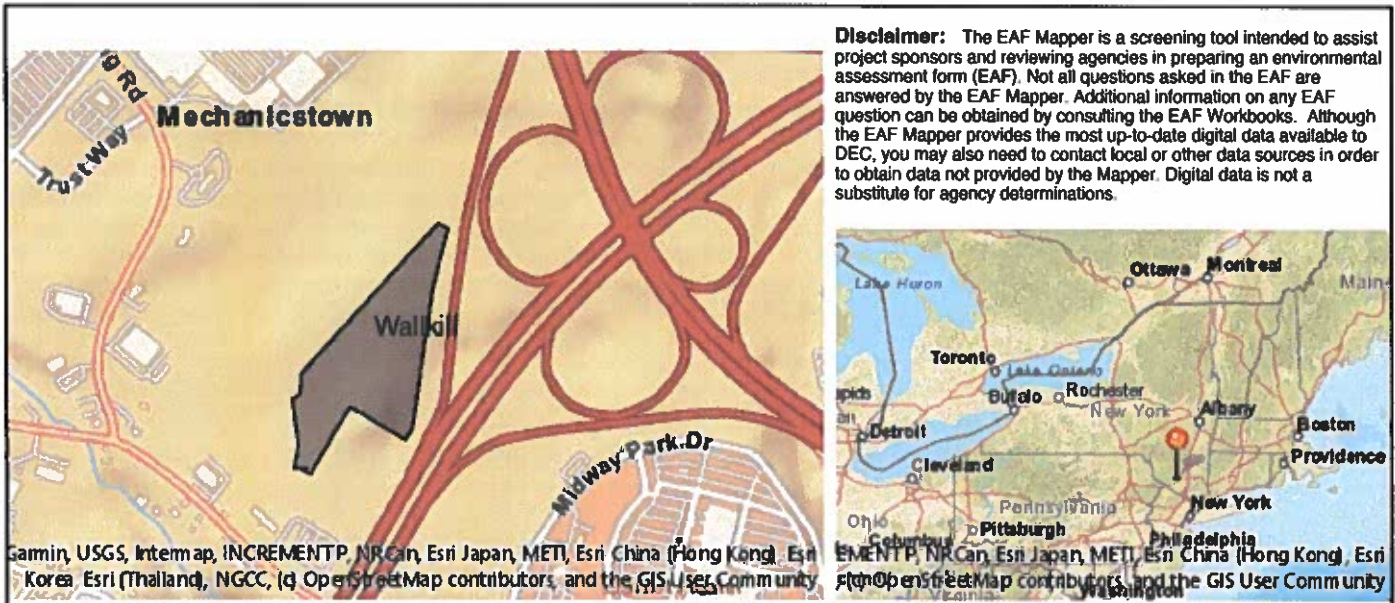 Disclaimer: The EAF Mapper is a screening tool intended to assist
project sponsors and reviewing agencies in preparing an environmental
assessment form (EAF). Not all questions asked in the EAF are
answered by the EAF Mapper. Additional information on any EAF
question can be obtained by consulting the EAF Workbooks. Although
the EAF Mapper provides the most up-to-date digital data available to
DEC, you may also need to contact local or other data sources in order
to obtain data not provided by the Mapper. Digital data is not a
substitute for agency determinations.
g Rd
Mechanicstown
Trust Way
Wallkill
Midway Park Dr
Garmin, USGS, Intermap, INCREMENT P, NRCan, Esri Japan, METI, Esri China (Hong Kong), Esri
Korea, Esri (Thailand), NGCC, (c) OpenStreetMap contributors, and the GIS User Community
Ottawa
Montreal
Lake Huron
Main
Toronto
Lake Ontario
Rochester
Buffalo
New York
Albany
Detroit
Boston
Providence
Cleveland
Pennsylvania
New York
Ohio
Pittsburgh
Philadelphia
Columbus
EMENT P, NRCan, Esri Japan, METI, Esri China (Hong Kong), Esri
OpenStreetMap contributors, and the GIS User Community
Washington
Virginia